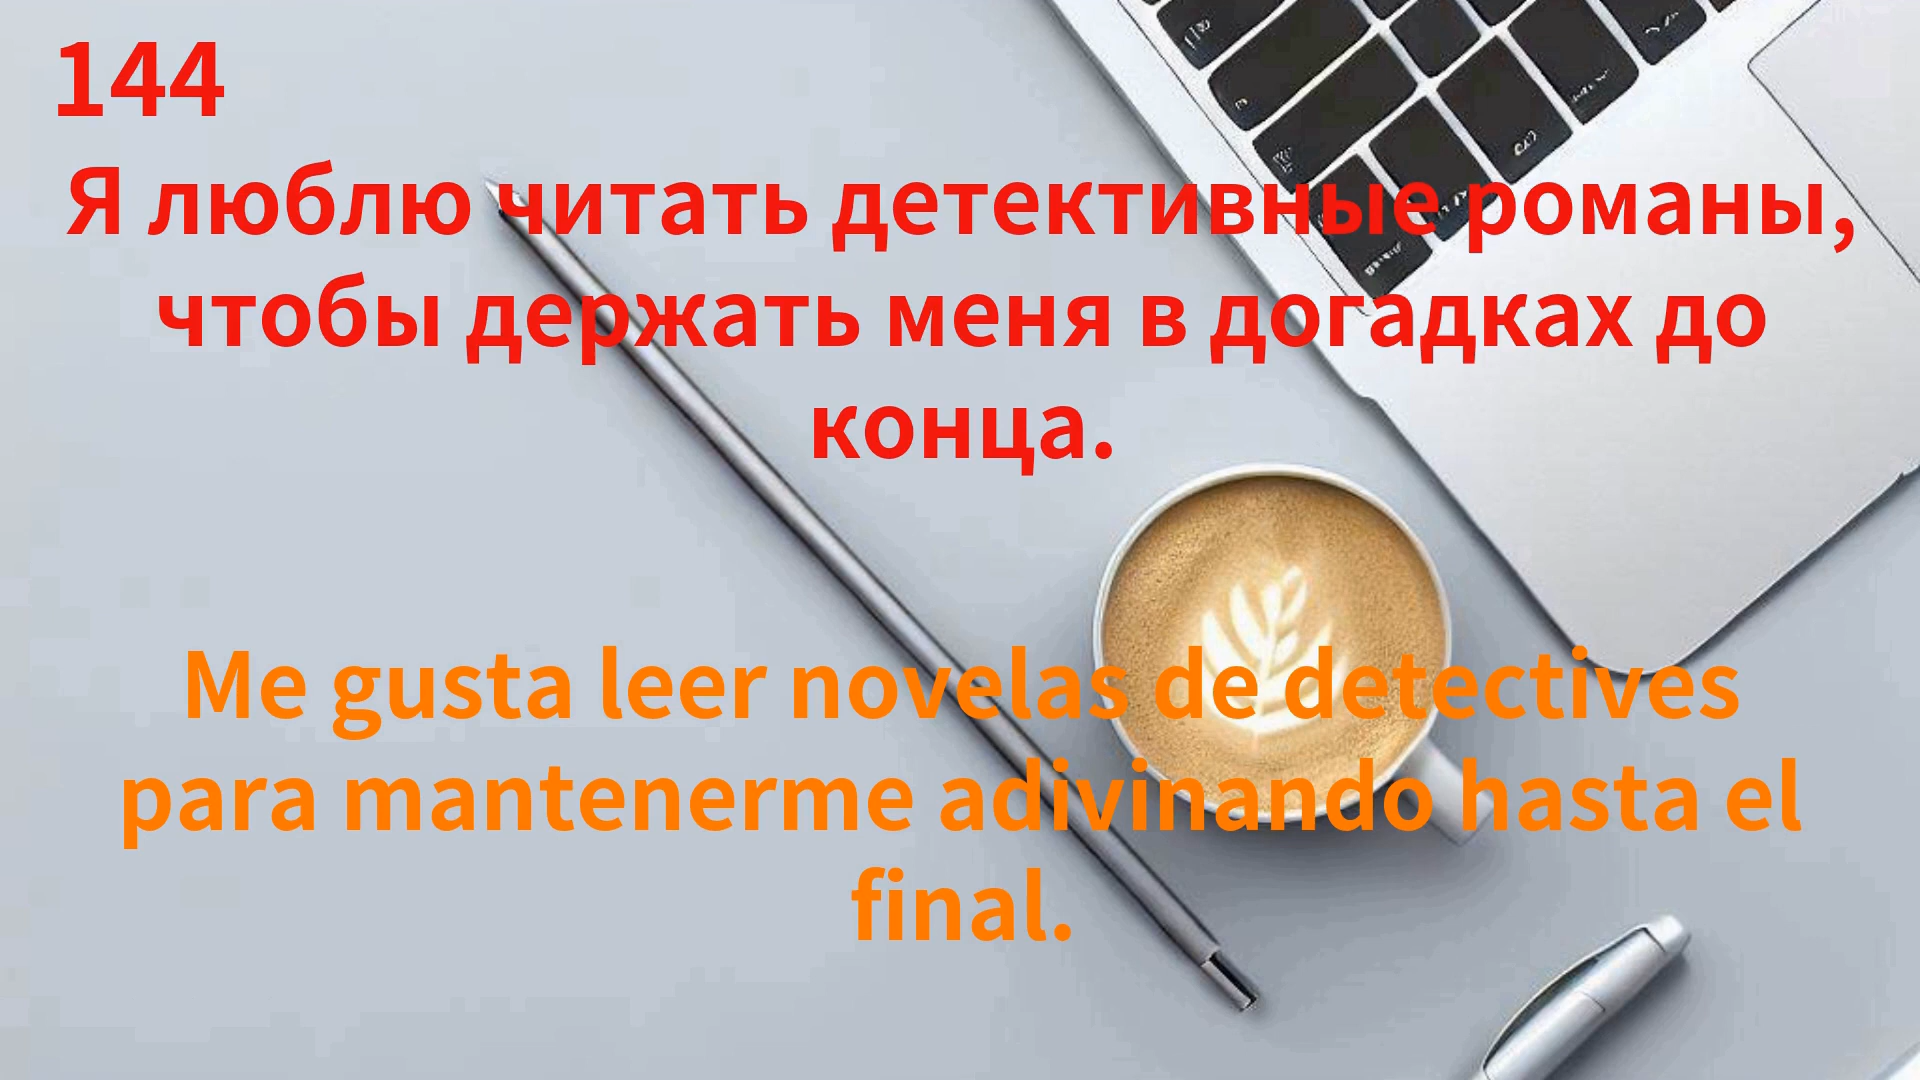 144
Я люблю читать детективные романы,
чтобы держать меня в догадках до
конца.
Me gusta leer novelas de detectives
para mantenerme adivinando hasta el
final.